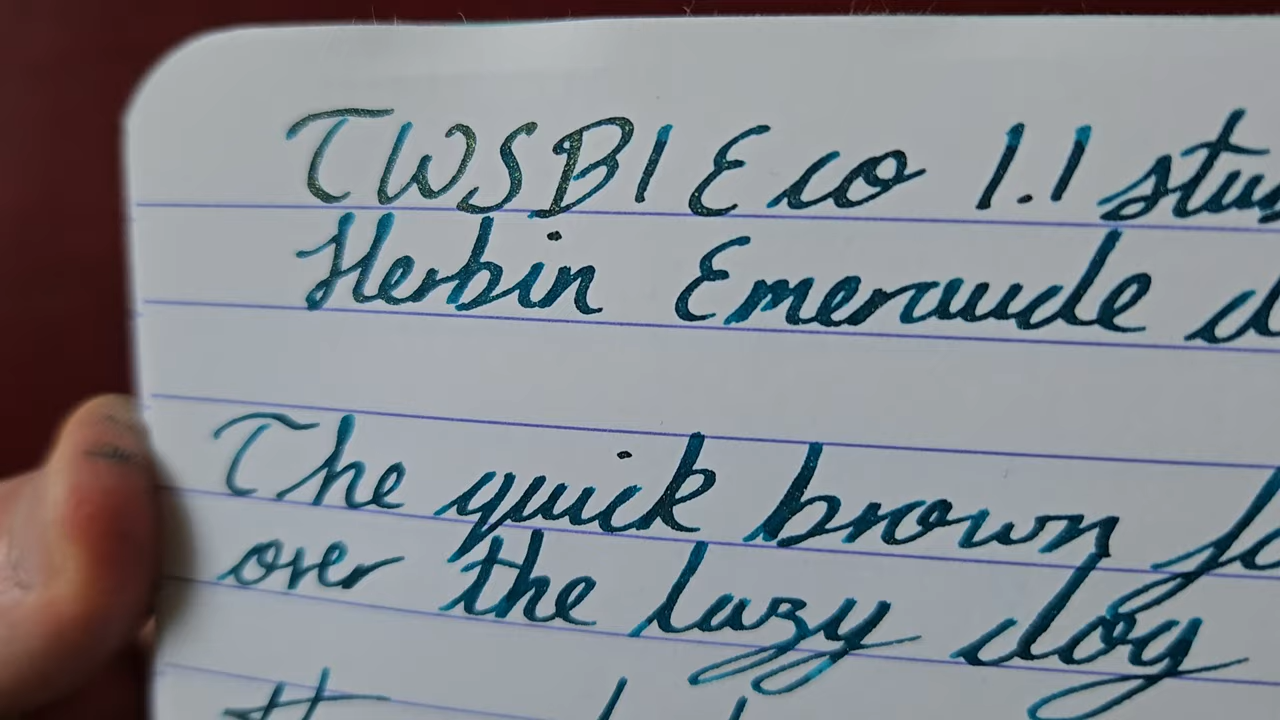 TWSBI Eco 1.1
Herbin Emeraude
The quick brown
over the lazy dog